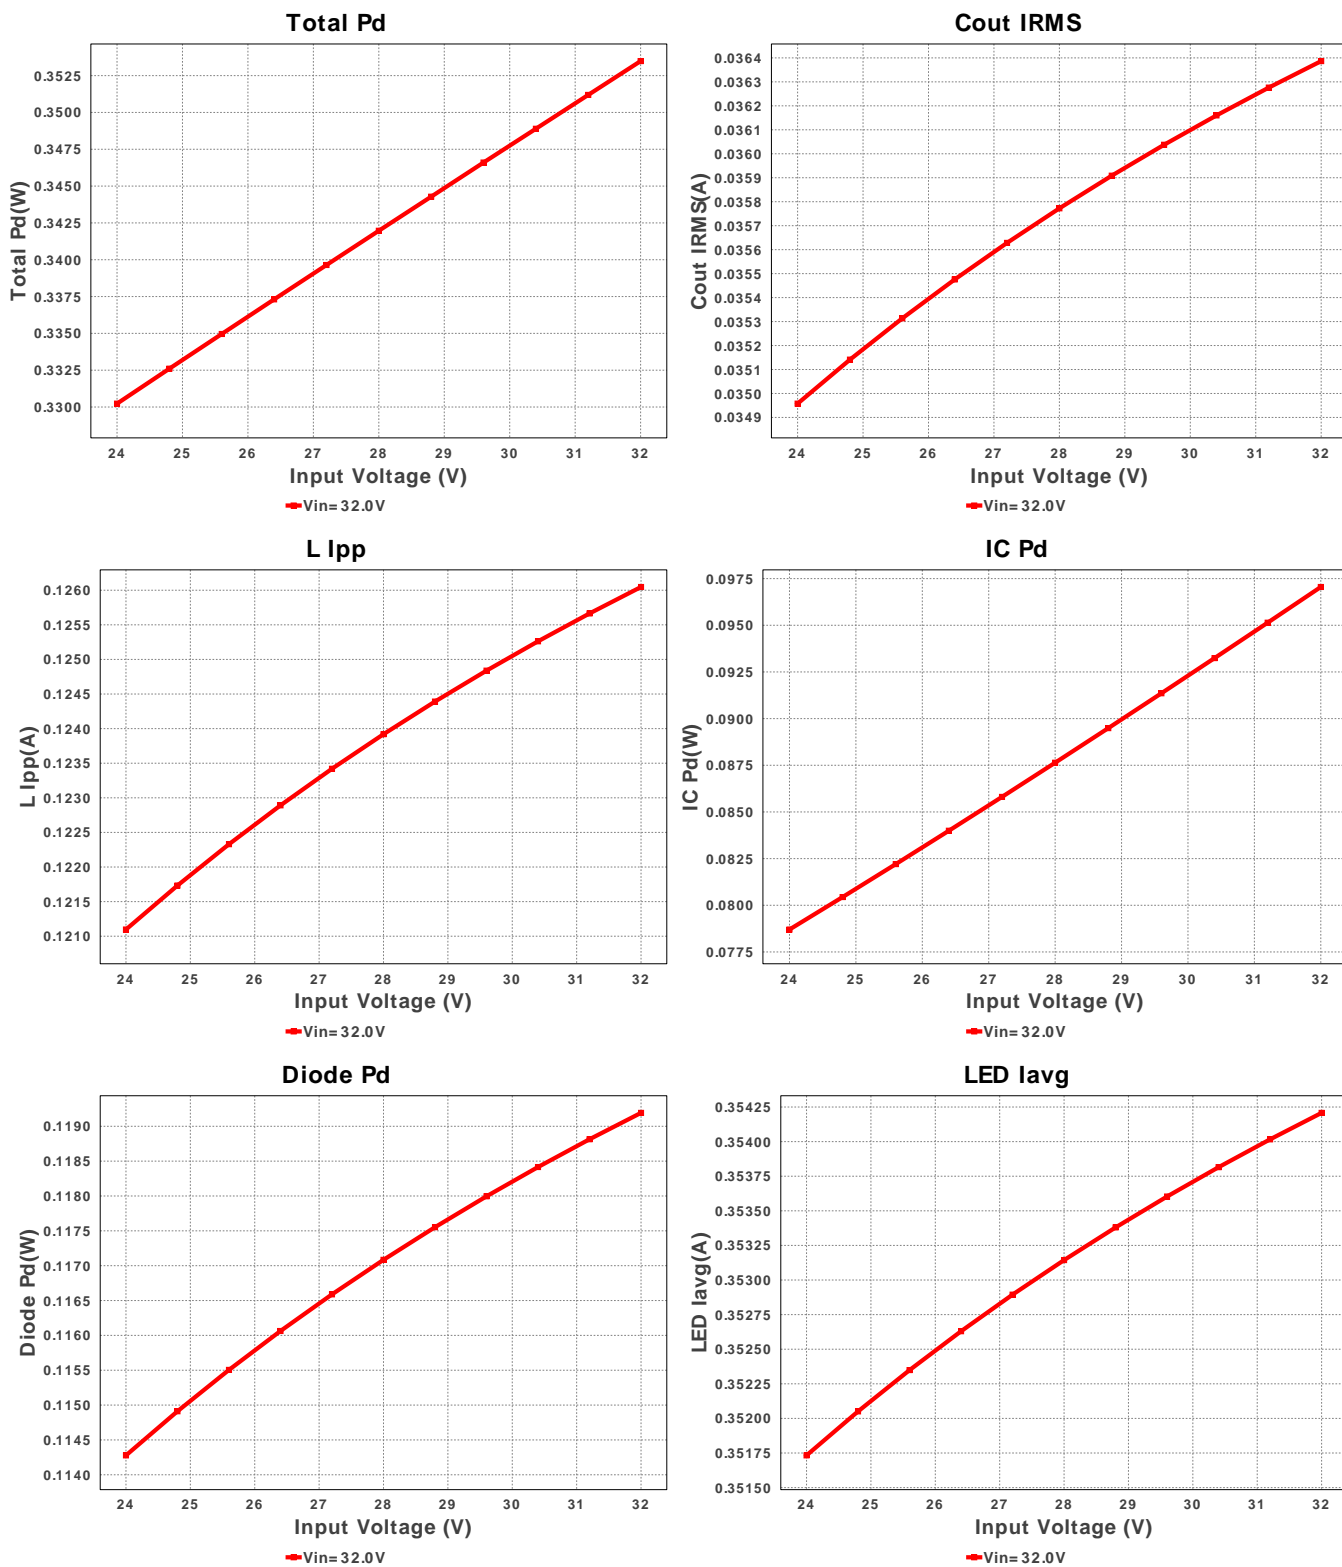 Total Pd
0.3525
0.3500
0.3475
0.3450
0.3425
0.3400
0.3375
0.3350
0.3325
0.3300
Total Pd(W)
24 25 26 27 28 29 30 31 32
Input Voltage (V)
Vin=32.0V
Cout IRMS
0.0364
0.0363
0.0362
0.0361
0.0360
0.0359
0.0358
0.0357
0.0356
0.0355
0.0354
0.0353
0.0352
0.0351
0.0350
0.0349
Cout IRMS(A)
24 25 26 27 28 29 30 31 32
Input Voltage (V)
Vin=32.0V
L Ipp
0.1260
0.1255
0.1250
0.1245
0.1240
0.1235
0.1230
0.1225
0.1220
0.1215
0.1210
L Ipp(A)
24 25 26 27 28 29 30 31 32
Input Voltage (V)
Vin=32.0V
IC Pd
0.0975
0.0950
0.0925
0.0900
0.0875
0.0850
0.0825
0.0800
0.0775
IC Pd(W)
24 25 26 27 28 29 30 31 32
Input Voltage (V)
Vin=32.0V
Diode Pd
0.1190
0.1185
0.1180
0.1175
0.1170
0.1165
0.1160
0.1155
0.1150
0.1145
0.1140
Diode Pd(W)
24 25 26 27 28 29 30 31 32
Input Voltage (V)
Vin=32.0V
LED Iavg
0.35425
0.35400
0.35375
0.35350
0.35325
0.35300
0.35275
0.35250
0.35225
0.35200
0.35175
0.35150
LED Iavg(A)
24 25 26 27 28 29 30 31 32
Input Voltage (V)
Vin=32.0V